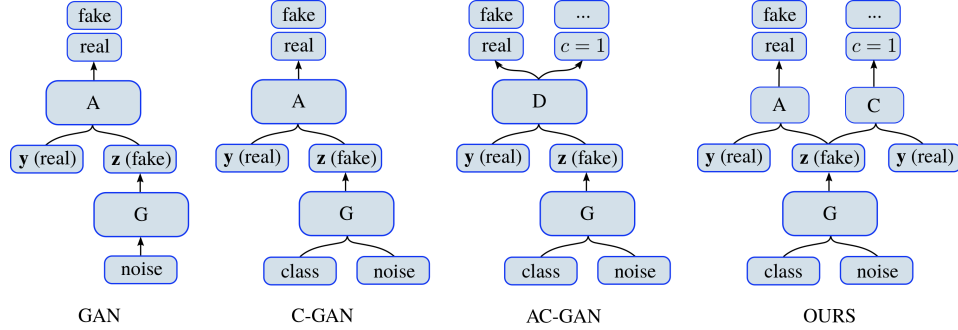 fake fake fake ... fake ...
real real real c = 1 real c = 1
A A D A C
y (real) z (fake) y (real) z (fake) y (real) z (fake) y (real) z (fake) y (real)
G G G G
noise class noise class noise class noise
GAN C-GAN AC-GAN OURS